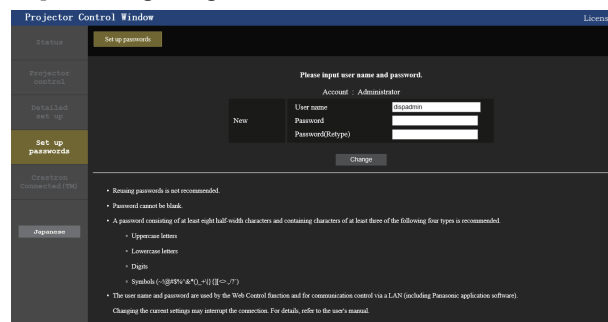 Projector Control Window
Licens
Status
Set up passwords
Projector
control
Please input user name and password.
Account : Administrator
Detailed
set up
New
User name
dispadmin
Password
Password(Retype)
Set up
passwords
Change
Crestron
Connected(TM)
• Reusing passwords is not recommended.
• Password cannot be blank.
• A password consisting of at least eight half-width characters and containing characters of at least three of the following four types is recommended.
Japanese
◦ Uppercase letters
◦ Lowercase letters
◦ Digits
◦ Symbols
• The user name and password are used by the Web Control function and for communication control via a LAN (including Panasonic application software).
Changing the current settings may interrupt the connection. For details, refer to the user's manual.